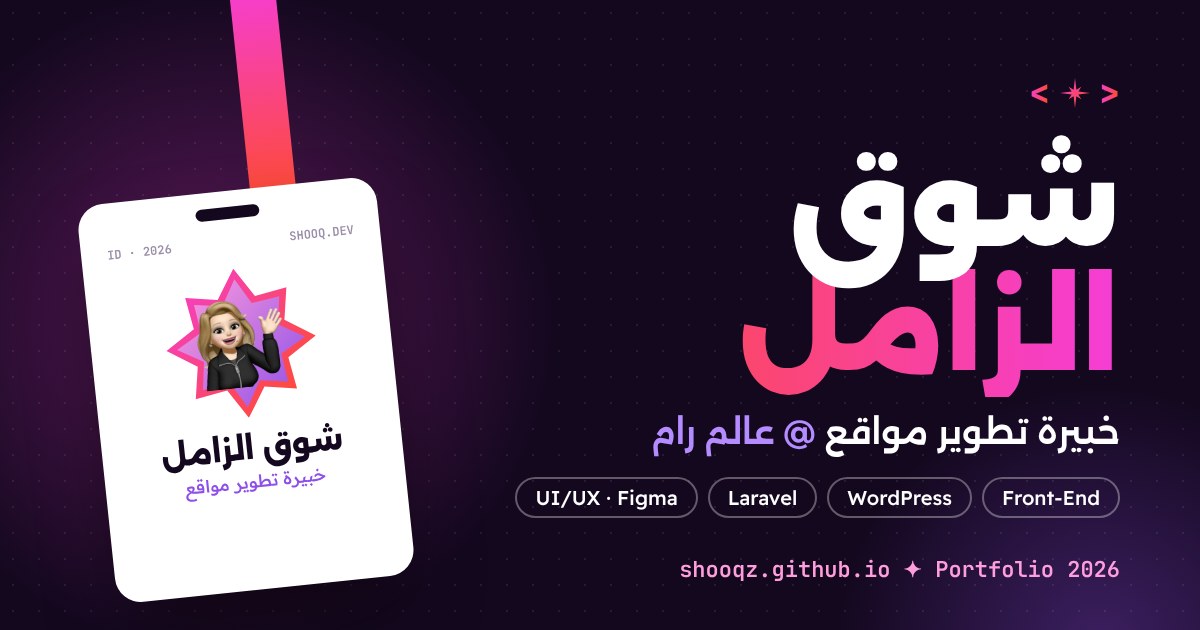 ID · 2026
SHOOQ.DEV
شوق الزامل
خبيرة تطوير مواقع
< ✴ >
شوق
الزامل
خبيرة تطوير مواقع @ عالم رام
Front-End
WordPress
Laravel
UI/UX · Figma
shooqz.github.io ✦ Portfolio 2026